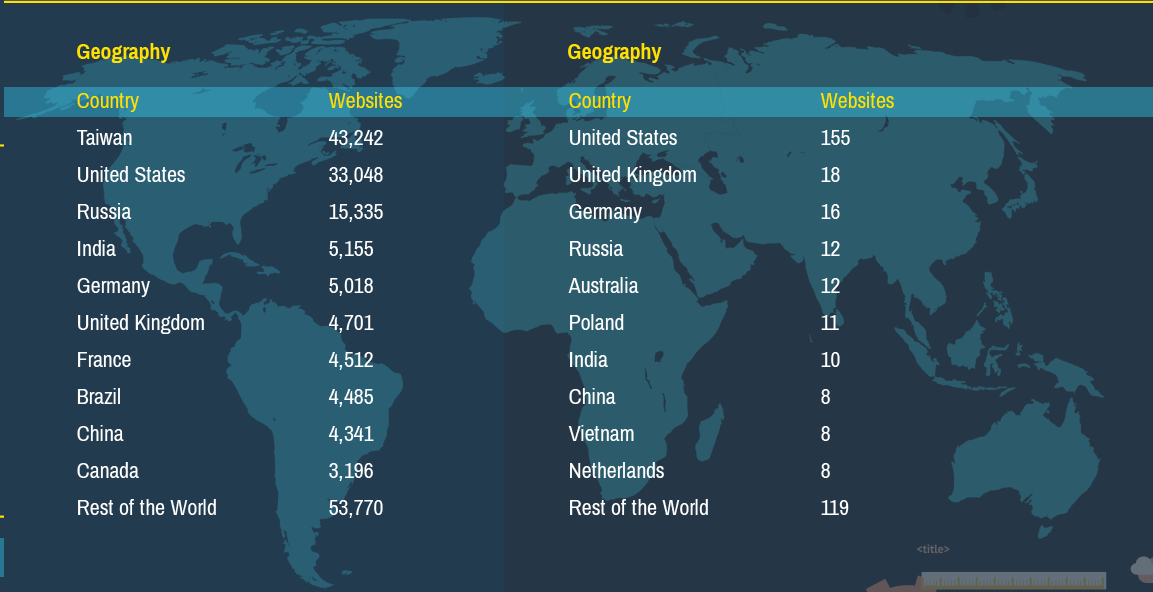 Geography
Country Websites
Taiwan 43,242
United States 33,048
Russia 15,335
India 5,155
Germany 5,018
United Kingdom 4,701
France 4,512
Brazil 4,485
China 4,341
Canada 3,196
Rest of the World 53,770
Geography
Country Websites
United States 155
United Kingdom 18
Germany 16
Russia 12
Australia 12
Poland 11
India 10
China 8
Vietnam 8
Netherlands 8
Rest of the World 119
<title>